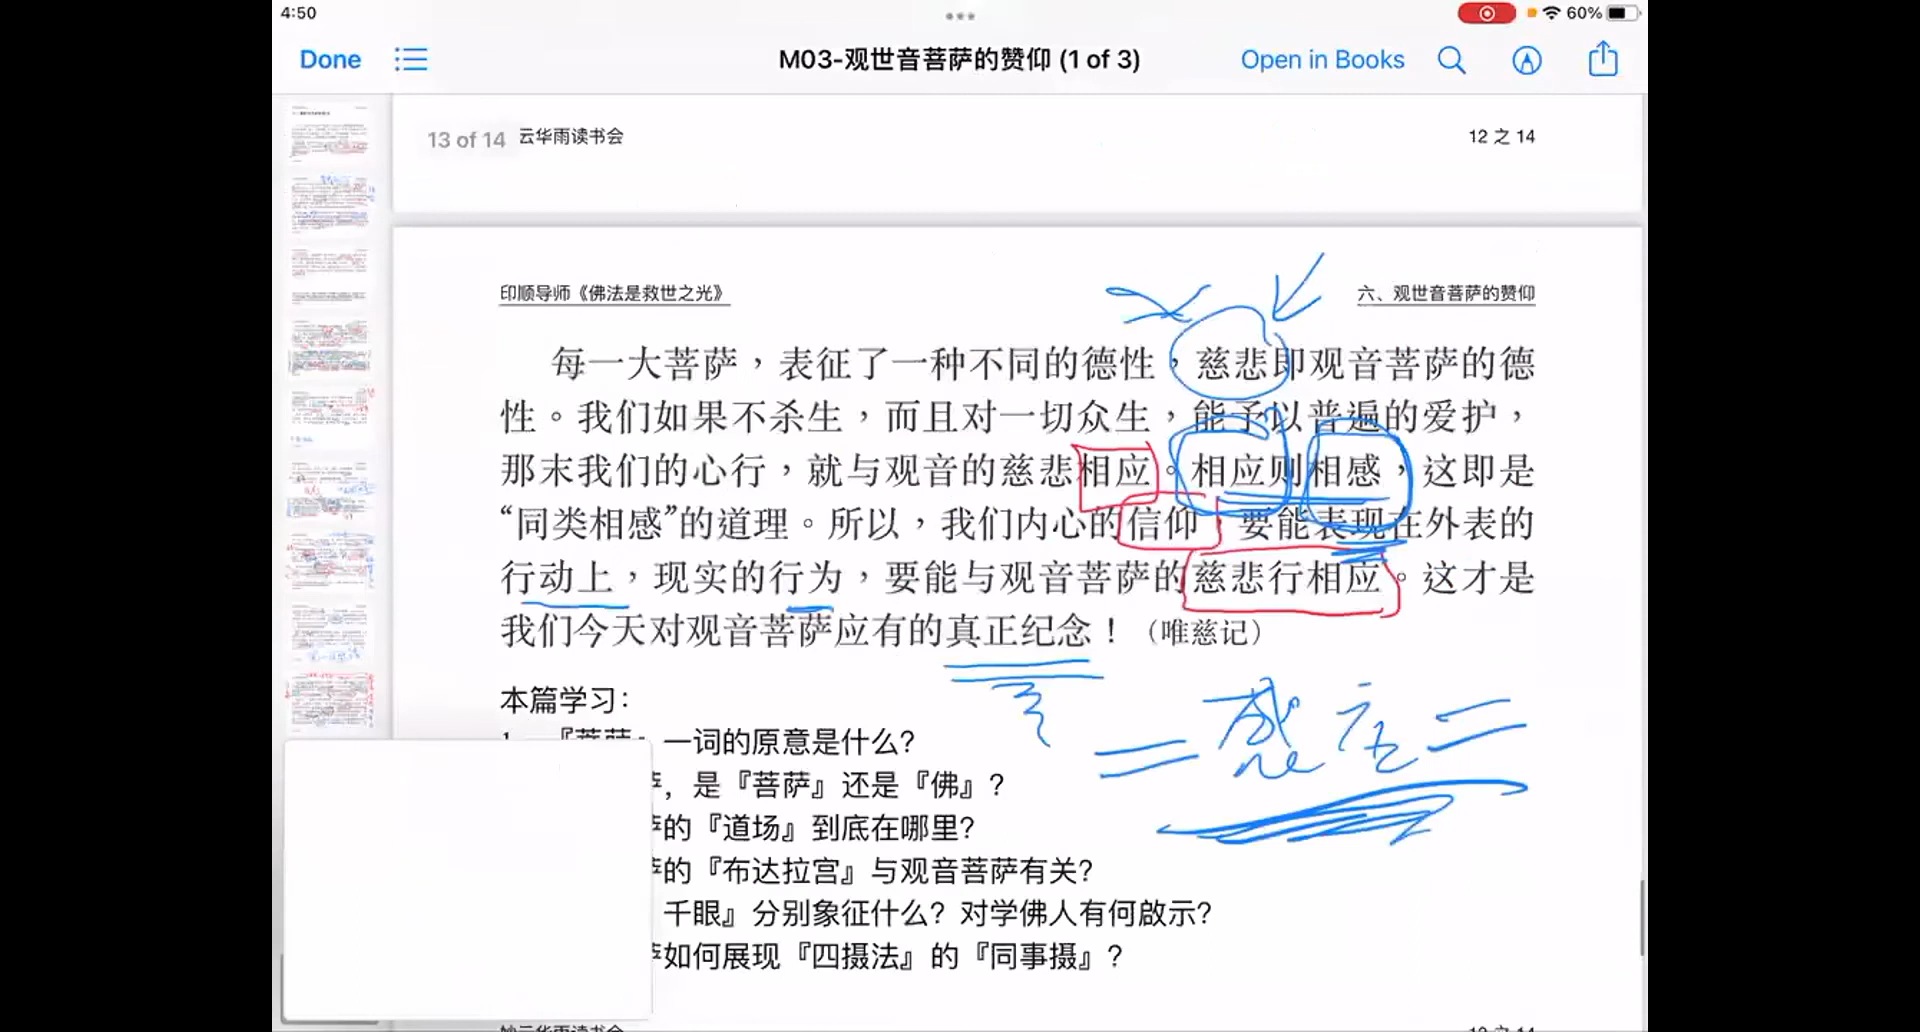 4:50
60%
Done
M03-观世音菩萨的赞仰 (1 of 3)
Open in Books
13 of 14 云华雨读书会
12 之 14
印顺导师《佛法是救世之光》
六、观世音菩萨的赞仰
每一大菩萨，表征了一种不同的德性，慈悲即观音菩萨的德
性。我们如果不杀生，而且对一切众生，能予以普遍的爱护，
那末我们的心行，就与观音的慈悲相应。相应则相感，这即是
“同类相感”的道理。所以，我们内心的信仰，要能表现在外表的
行动上，现实的行为，要能与观音菩萨的慈悲行相应。这才是
我们今天对观音菩萨应有的真正纪念！（唯慈记）
感应
本篇学习：
一词的原意是什么？
，是『菩萨』还是『佛』？
的『道场』到底在哪里？
的『布达拉宫』与观音菩萨有关？
千眼』分别象征什么？对学佛人有何啟示？
如何展现『四摄法』的『同事摄』？